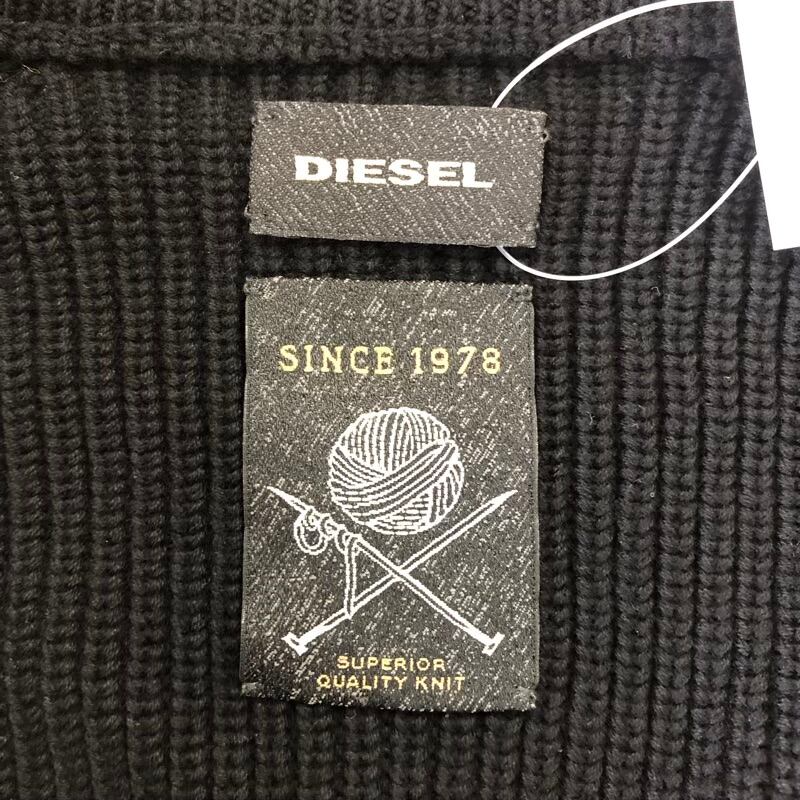 DIESEL
SINCE 1978
SUPERIOR
QUALITY KNIT